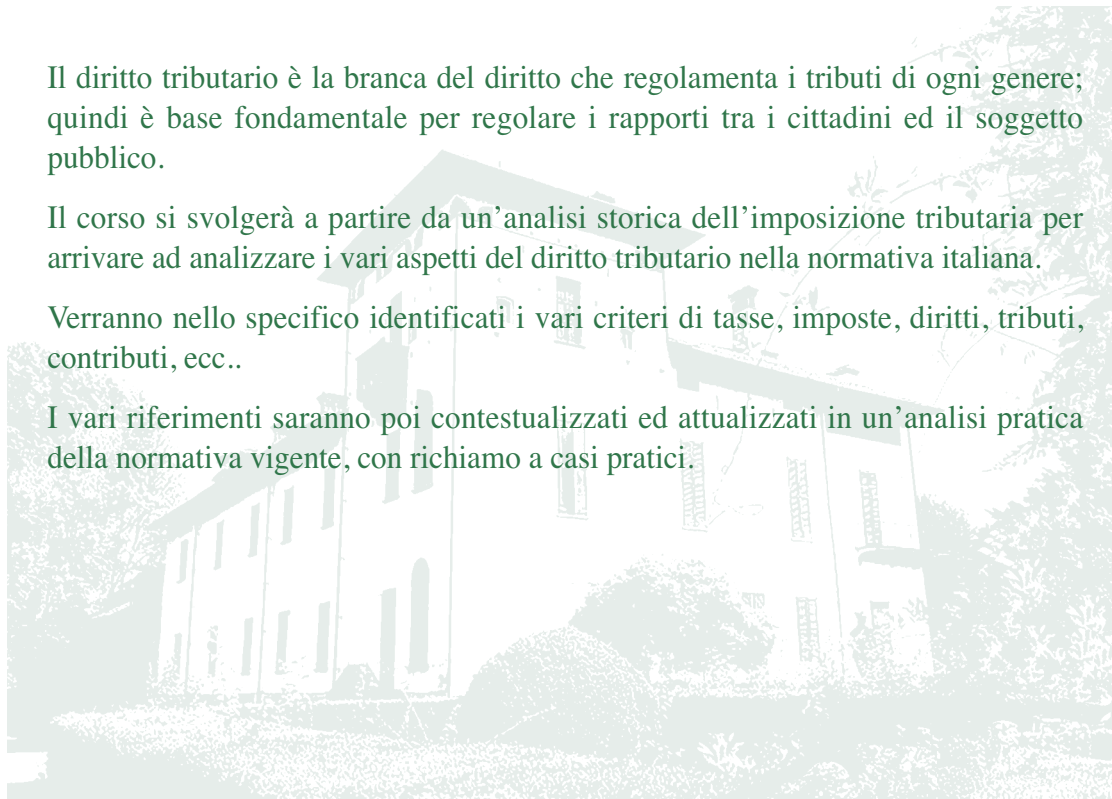 Il diritto tributario è la branca del diritto che regolamenta i tributi di ogni genere;
quindi è base fondamentale per regolare i rapporti tra i cittadini ed il soggetto
pubblico.
Il corso si svolgerà a partire da un’analisi storica dell’imposizione tributaria per
arrivare ad analizzare i vari aspetti del diritto tributario nella normativa italiana.
Verranno nello specifico identificati i vari criteri di tasse, imposte, diritti, tributi,
contributi, ecc..
I vari riferimenti saranno poi contestualizzati ed attualizzati in un’analisi pratica
della normativa vigente, con richiamo a casi pratici.